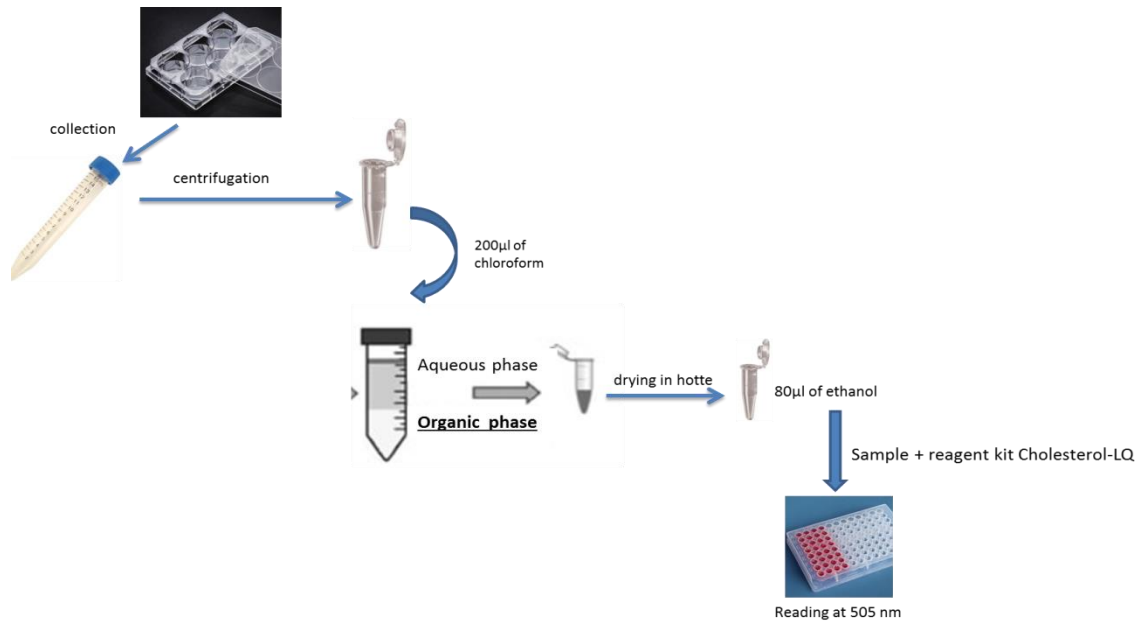 collection
centrifugation
200µl of
chloroform
Aqueous phase
Organic phase
drying in hotte
80µl of ethanol
Sample + reagent kit Cholesterol-LQ
Reading at 505 nm